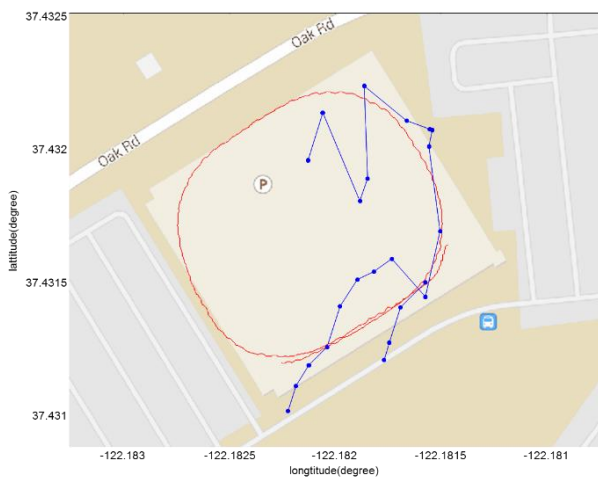 37.4325
Oak Rd
37.432
Oak Rd
P
lattitude(degree)
37.4315
37.431
-122.183
-122.1825
-122.182
-122.1815
-122.181
longtitude(degree)